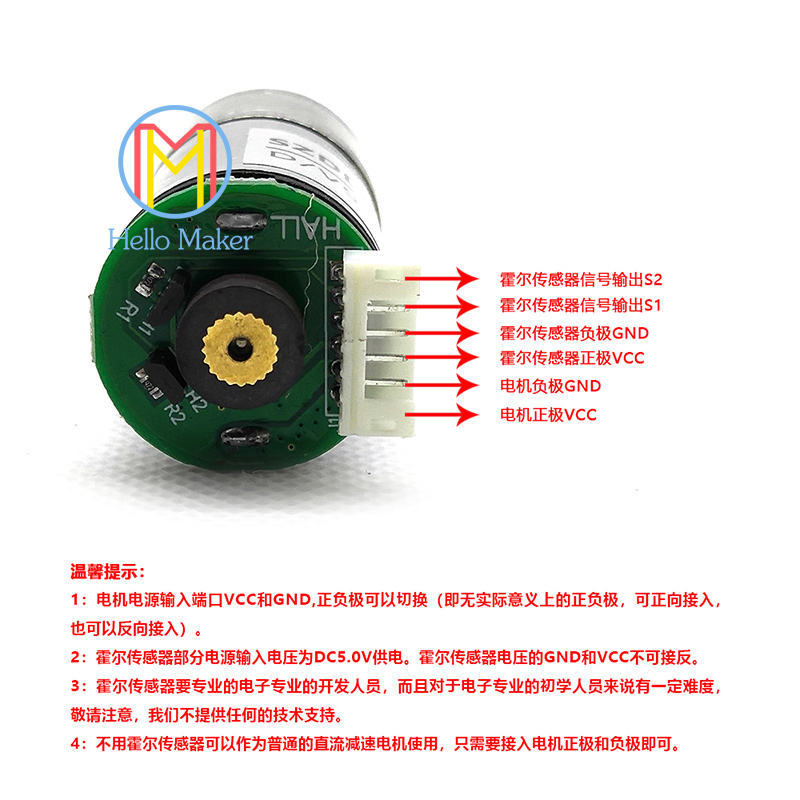 Hello Maker
HALL
R1
H2
R2
霍尔传感器信号输出S2
霍尔传感器信号输出S1
霍尔传感器负极GND
霍尔传感器正极VCC
电机负极GND
电机正极VCC
温馨提示：
1：电机电源输入端口VCC和GND,正负极可以切换（即无实际意义上的正负极，可正向接入，
也可以反向接入）。
2：霍尔传感器部分电源输入电压为DC5.0V供电。霍尔传感器电压的GND和VCC不可接反。
3：霍尔传感器要专业的电子专业的开发人员，而且对于电子专业的初学人员来说有一定难度，
敬请注意，我们不提供任何的技术支持。
4：不用霍尔传感器可以作为普通的直流减速电机使用，只需要接入电机正极和负极即可。